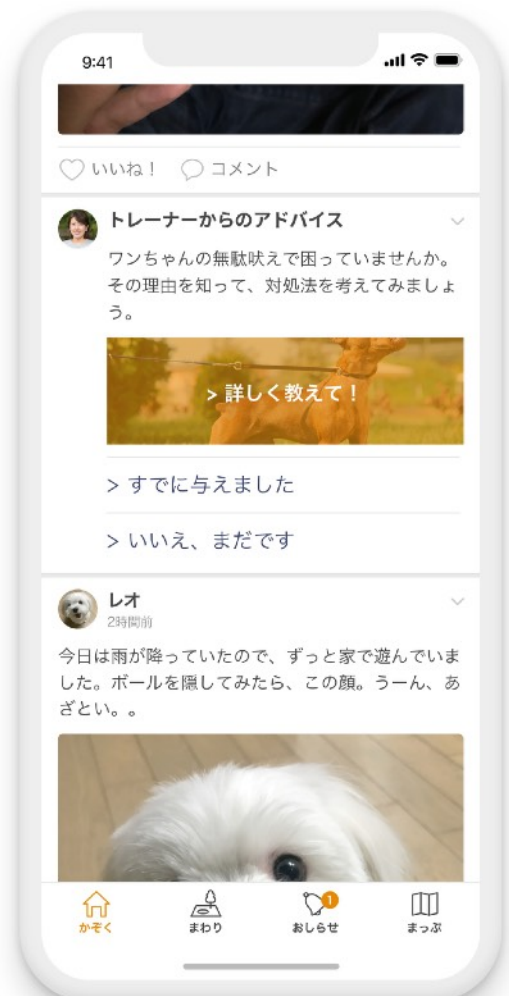 9:41
いいね！ コメント
トレーナーからのアドバイス
ワンちゃんの無駄吠えで困っていませんか。
その理由を知って、対処法を考えてみましょ
う。
> 詳しく教えて！
> すでに与えました
> いいえ、まだです
レオ
2時間前
今日は雨が降っていたので、ずっと家で遊んでいま
した。ボールを隠してみたら、この顔。うーん、あ
ざとい。。
1
かぞく まわり おしらせ まっぷ